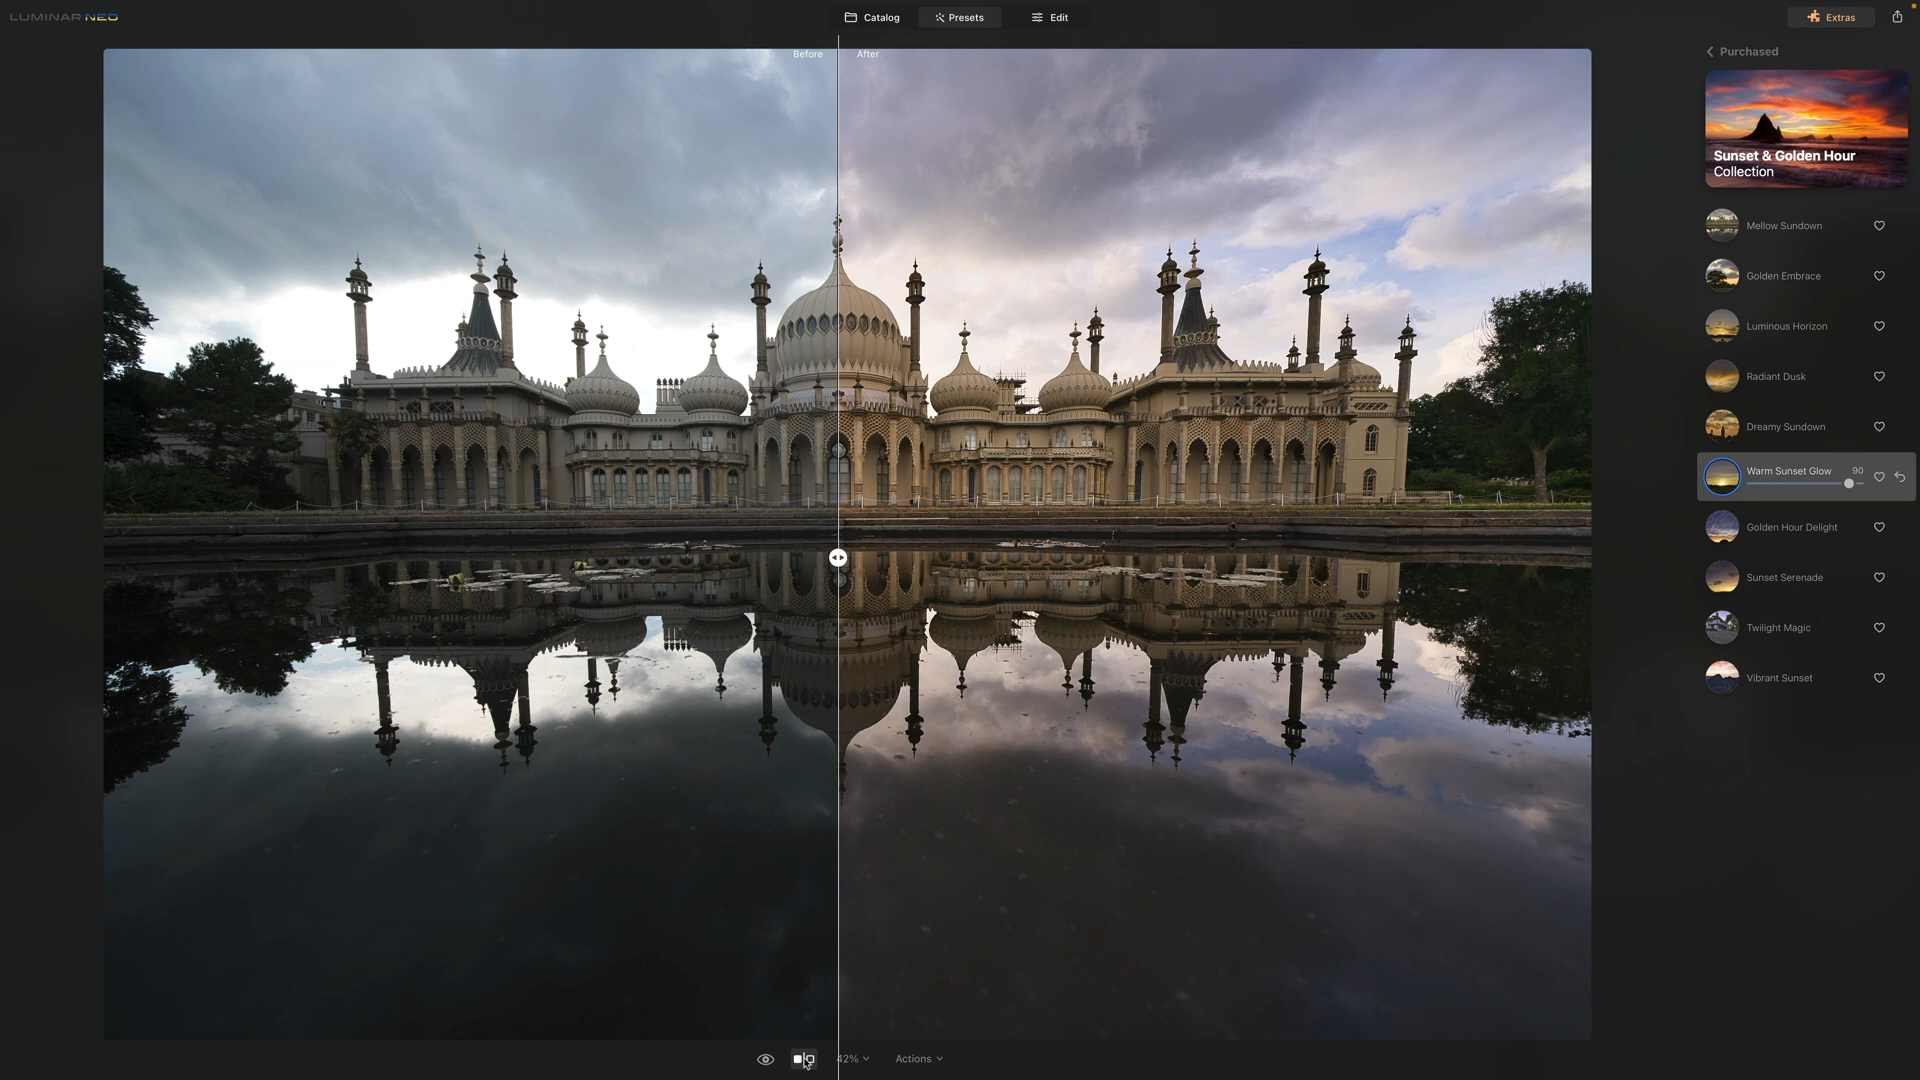 LUMINAR NEO
Catalog
Presets
Edit
Extras
Before
After
Purchased
Sunset & Golden Hour
Collection
Mellow Sundown
Golden Embrace
Luminous Horizon
Radiant Dusk
Dreamy Sundown
Warm Sunset Glow 90
Golden Hour Delight
Sunset Serenade
Twilight Magic
Vibrant Sunset
42%
Actions